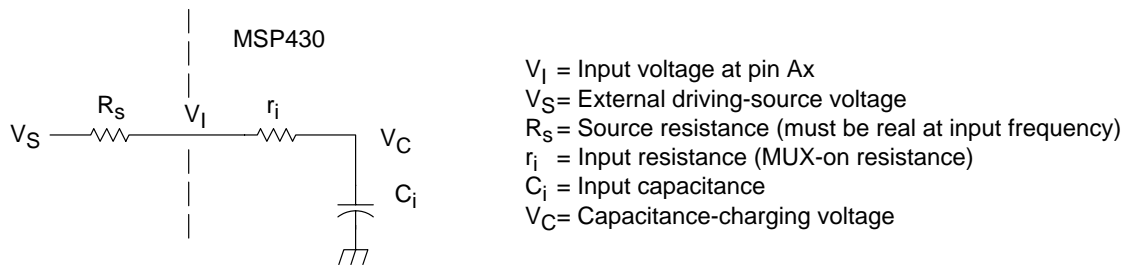 MSP430
R_s
V_I
r_i
V_S
V_C
C_i
V_I = Input voltage at pin Ax
V_S= External driving-source voltage
R_s = Source resistance (must be real at input frequency)
r_i = Input resistance (MUX-on resistance)
C_i = Input capacitance
V_C= Capacitance-charging voltage